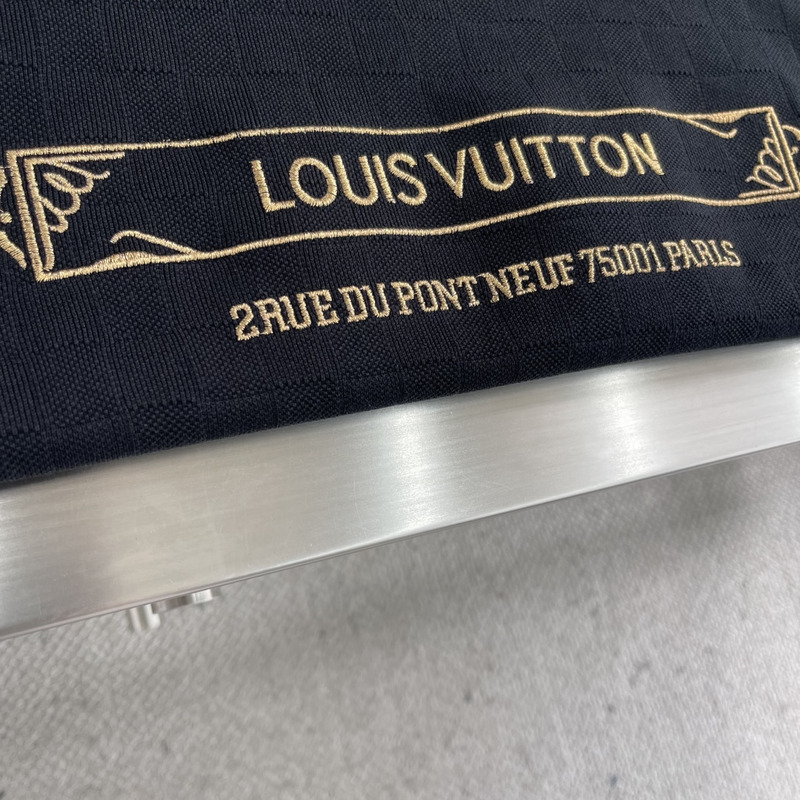 LOUIS VUITTON
2 RUE DU PONT NEUF 75001 PARIS